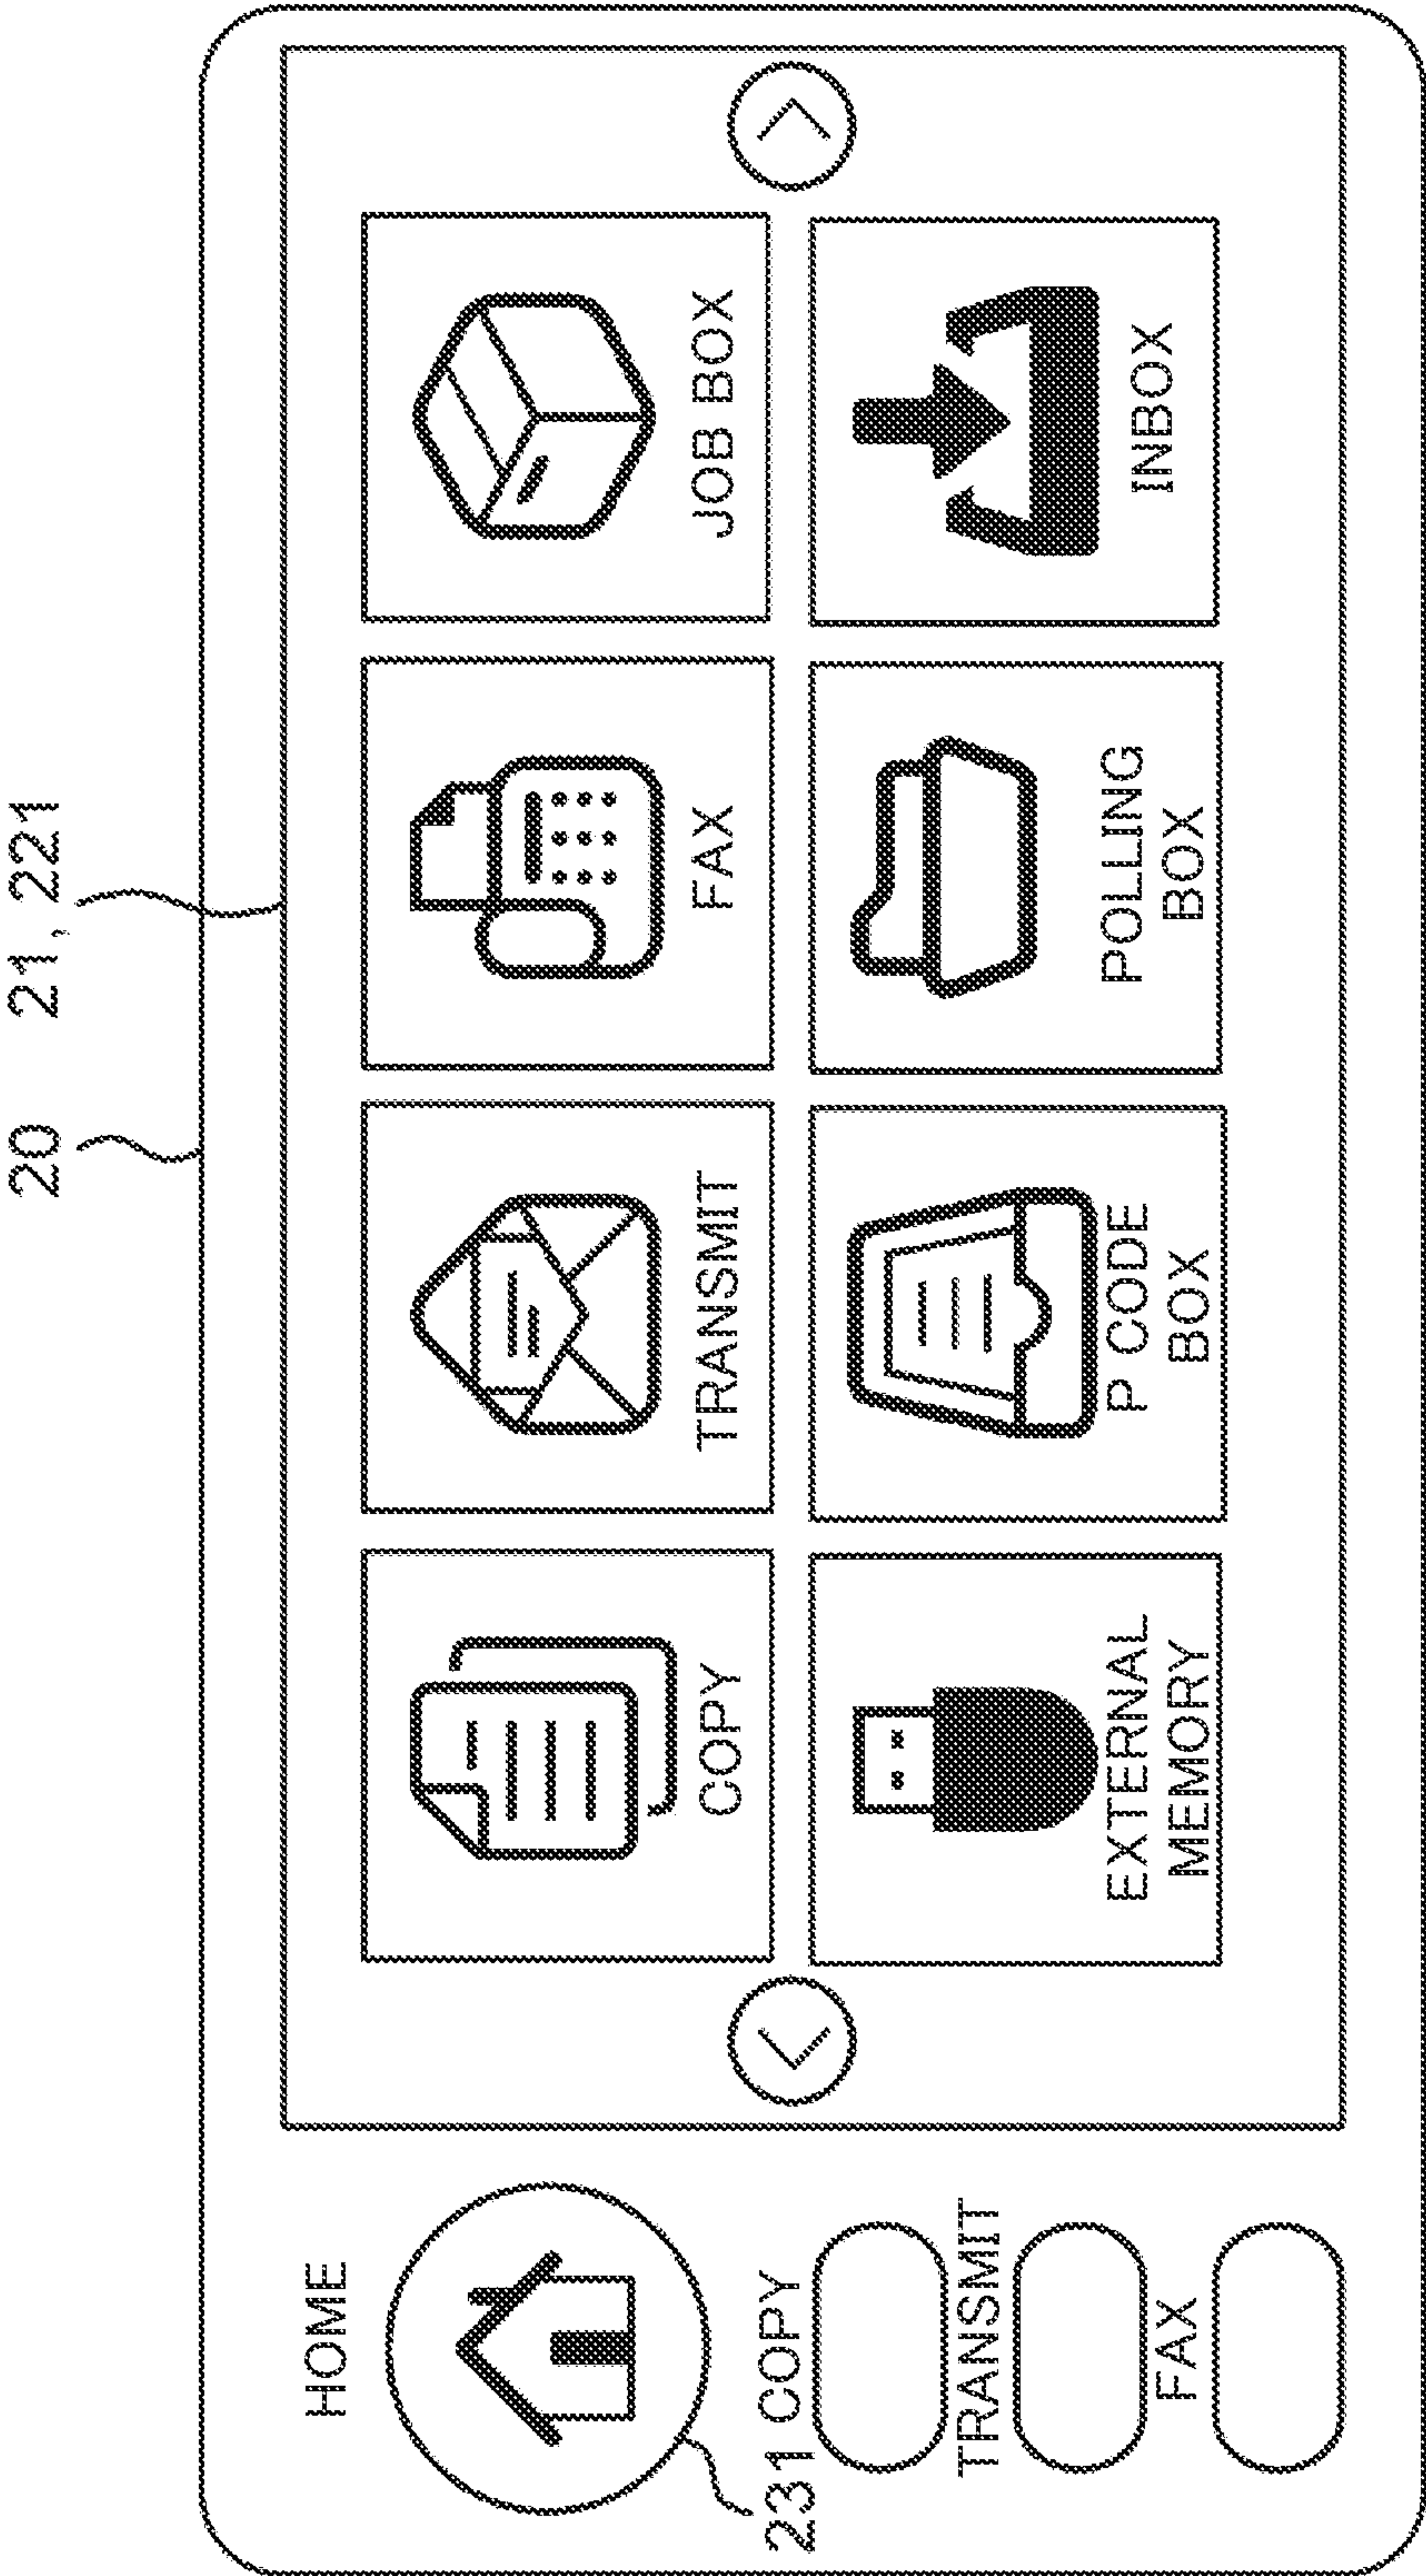 20 21, 221
HOME
231
COPY
TRANSMIT
FAX
COPY
TRANSMIT
FAX
JOB BOX
EXTERNAL
MEMORY
P CODE
BOX
POLLING
BOX
INBOX